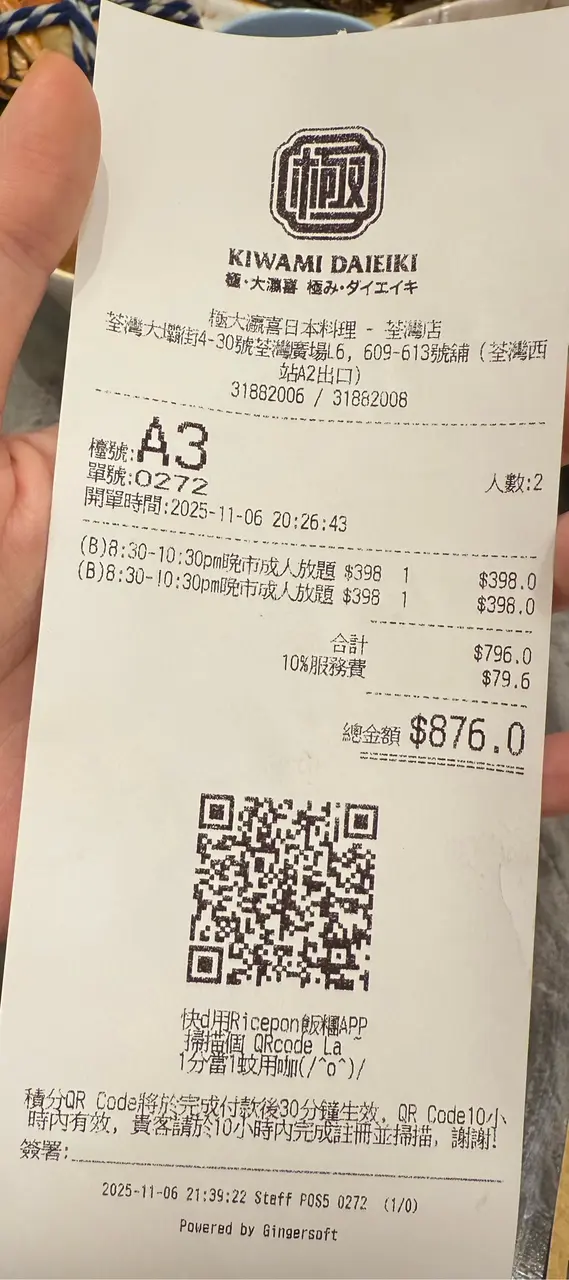 極
KIWAMI DAIEIKI
極・大瀛喜 極み・ダイエイキ
極大瀛喜日本料理 - 荃灣店
荃灣大壩街4-30號荃灣廣場L6, 609-613號舖 (荃灣西
站A2出口)
31882006 / 31882008
檯號:A3
單號:0272 人數:2
開單時間:2025-11-06 20:26:43
(B)8:30-10:30pm晚市成人放題 $398 1 $398.0
(B)8:30-10:30pm晚市成人放題 $398 1 $398.0
合計 $796.0
10%服務費 $79.6
總金額 $876.0
快d用Ricepon飯糰APP
掃描個 QRcode La ~
1分當1蚊用咖(/^o^)/
積分QR Code將於完成付款後30分鐘生效, QR Code10小
時內有效, 貴客請於10小時內完成註冊並掃描, 謝謝!
簽署:
2025-11-06 21:39:22 Staff POS5 0272 (1/0)
Powered by Gingersoft